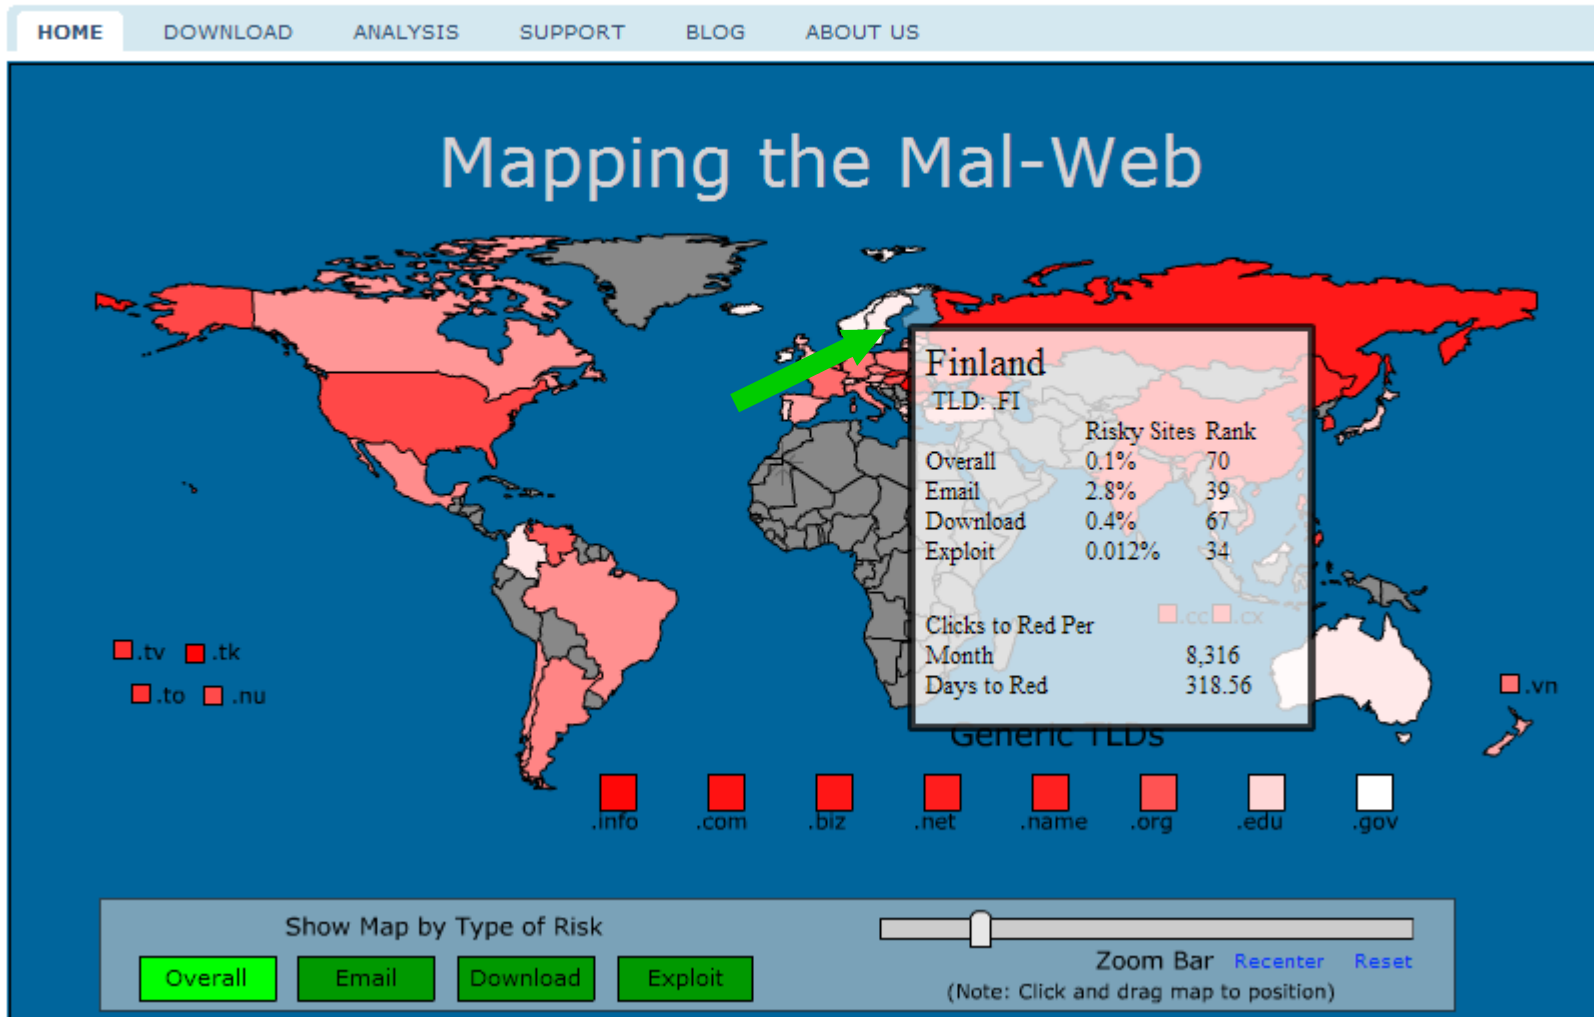 HOME DOWNLOAD ANALYSIS SUPPORT BLOG ABOUT US
Mapping the Mal-Web
Finland
TLD: .FI
Risky Sites Rank
Overall 0.1% 70
Email 2.8% 39
Download 0.4% 67
Exploit 0.012% 34
.cc .cx
Clicks to Red Per
Month 8,316
Days to Red 318.56
.tv .tk
.to .nu
.vn
Generic TLDs
.info .com .biz .net .name .org .edu .gov
Show Map by Type of Risk
Overall Email Download Exploit
Zoom Bar Recenter Reset
(Note: Click and drag map to position)